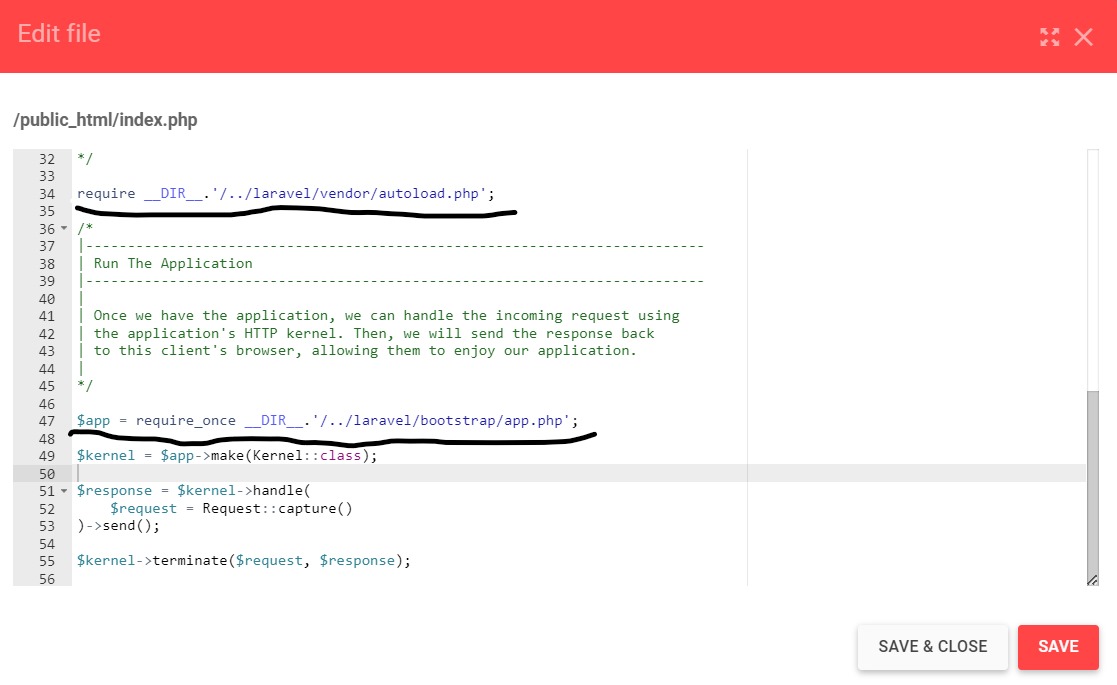 Edit file
/public_html/index.php
32 */
33
34 require __DIR__.'/../laravel/vendor/autoload.php';
35
36 /*
37 |--------------------------------------------------------------------------
38 | Run The Application
39 |--------------------------------------------------------------------------
40 |
41 | Once we have the application, we can handle the incoming request using
42 | the application's HTTP kernel. Then, we will send the response back
43 | to this client's browser, allowing them to enjoy our application.
44 |
45 */
46
47 $app = require_once __DIR__.'/../laravel/bootstrap/app.php';
48
49 $kernel = $app->make(Kernel::class);
50
51 $response = $kernel->handle(
52     $request = Request::capture()
53 )->send();
54
55 $kernel->terminate($request, $response);
56
SAVE & CLOSE
SAVE